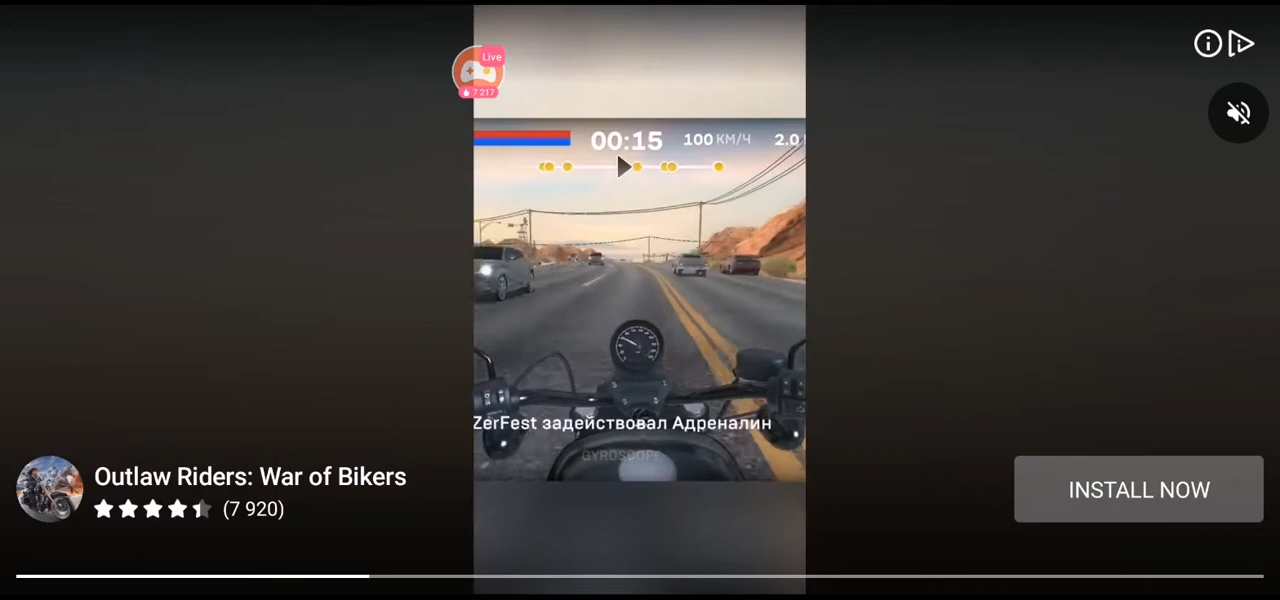 Live
7 217
00:15
100 КМ/Ч
2.0
ZerFest задействовал Адреналин
GYROSCOPE
Outlaw Riders: War of Bikers
(7 920)
INSTALL NOW